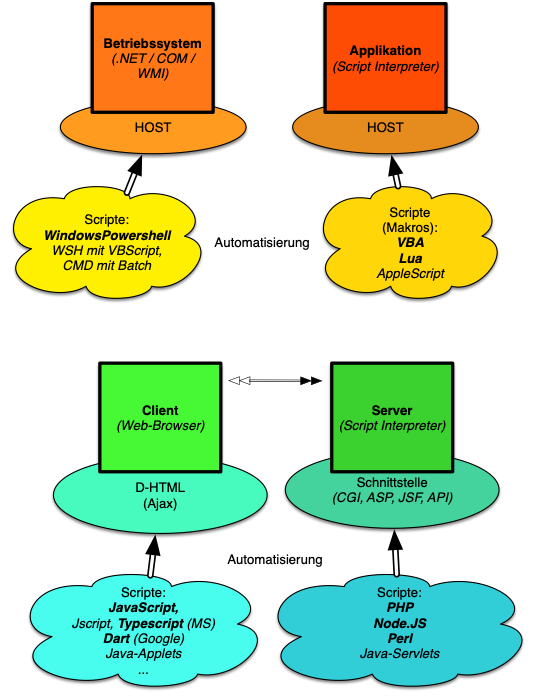 Betriebssystem
(.NET / COM /
WMI)
HOST
Applikation
(Script Interpreter)
HOST
Scripte:
WindowsPowershell
WSH mit VBScript,
CMD mit Batch
Automatisierung
Scripte
(Makros):
VBA
Lua
AppleScript
Client
(Web-Browser)
D-HTML
(Ajax)
Server
(Script Interpreter)
Schnittstelle
(CGI, ASP, JSF, API)
Automatisierung
Scripte:
JavaScript,
Jscript, Typescript (MS)
Dart (Google)
Java-Applets
...
Scripte:
PHP
Node.JS
Perl
Java-Servlets